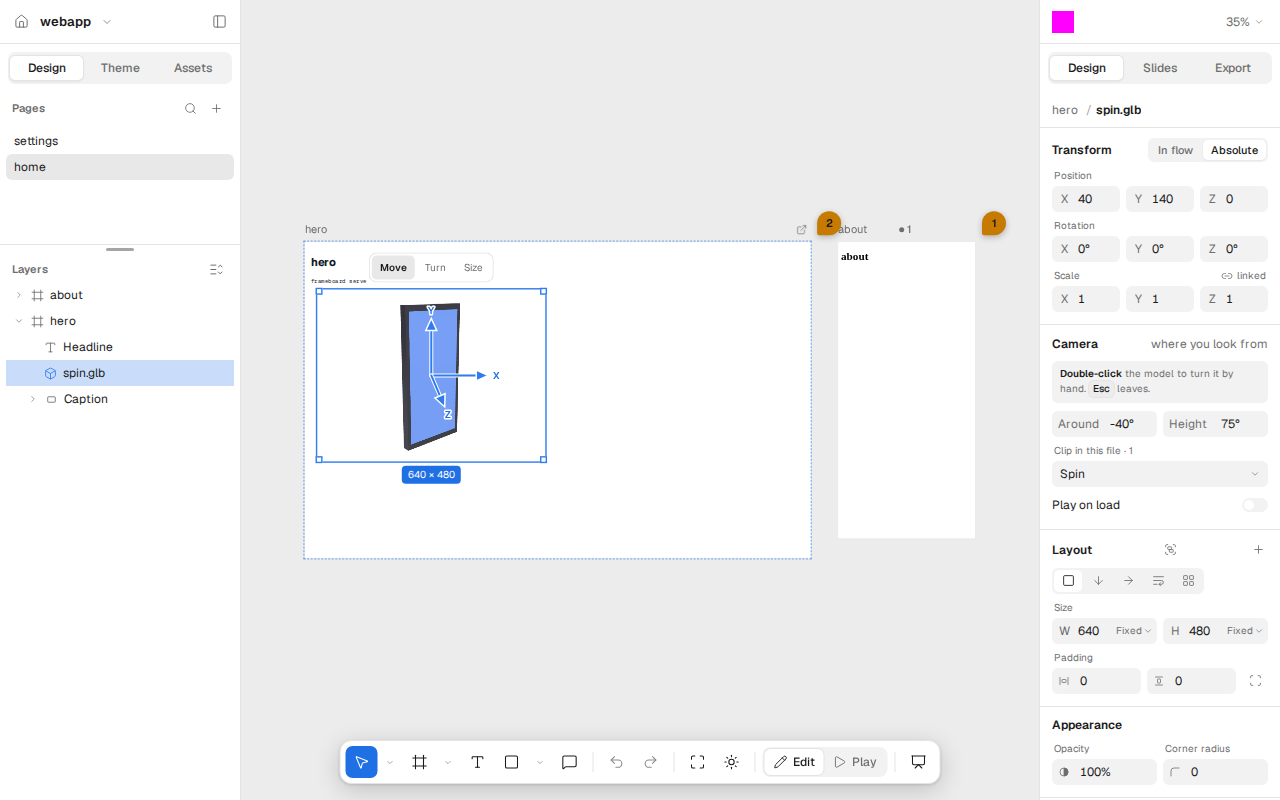 webapp
Design
Theme
Assets
Pages
settings
home
Layers
about
hero
Headline
spin.glb
Caption
hero
2
about
1
1
hero
frameboard serve
Move
Turn
Size
about
Y
X
Z
640 × 480
Edit
Play
35%
Design
Slides
Export
hero / spin.glb
Transform
In flow
Absolute
Position
X 40
Y 140
Z 0
Rotation
X 0°
Y 0°
Z 0°
Scale
linked
X 1
Y 1
Z 1
Camera
where you look from
Double-click the model to turn it by
hand. Esc leaves.
Around -40°
Height 75°
Clip in this file · 1
Spin
Play on load
Layout
Size
W 640 Fixed
H 480 Fixed
Padding
0
0
Appearance
Opacity
Corner radius
100%
0